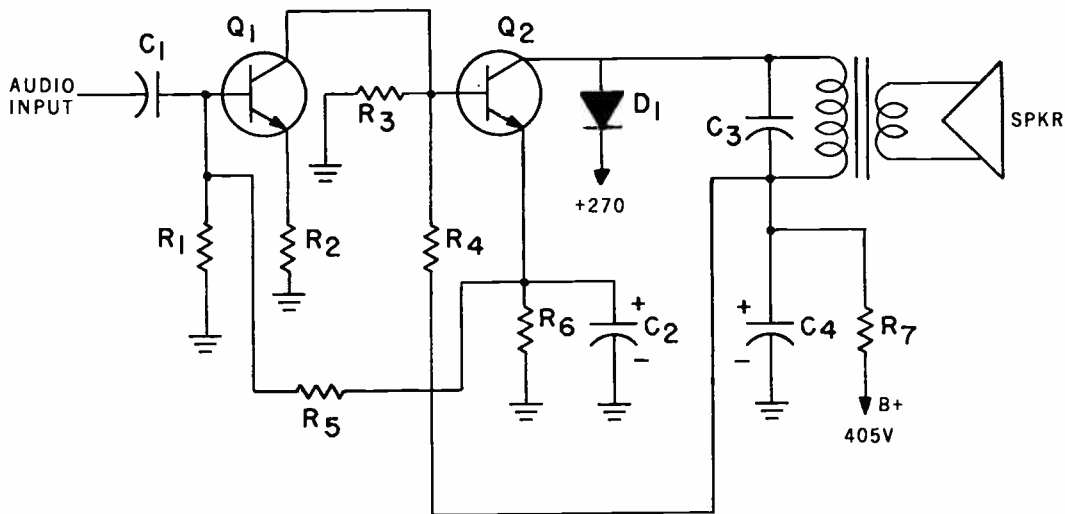 Q1
Q2
C1
AUDIO
INPUT
R3
D1
C3
SPKR
+270
R1
R2
R4
R6
+
C2
-
+
C4
-
R7
R5
B+
405V